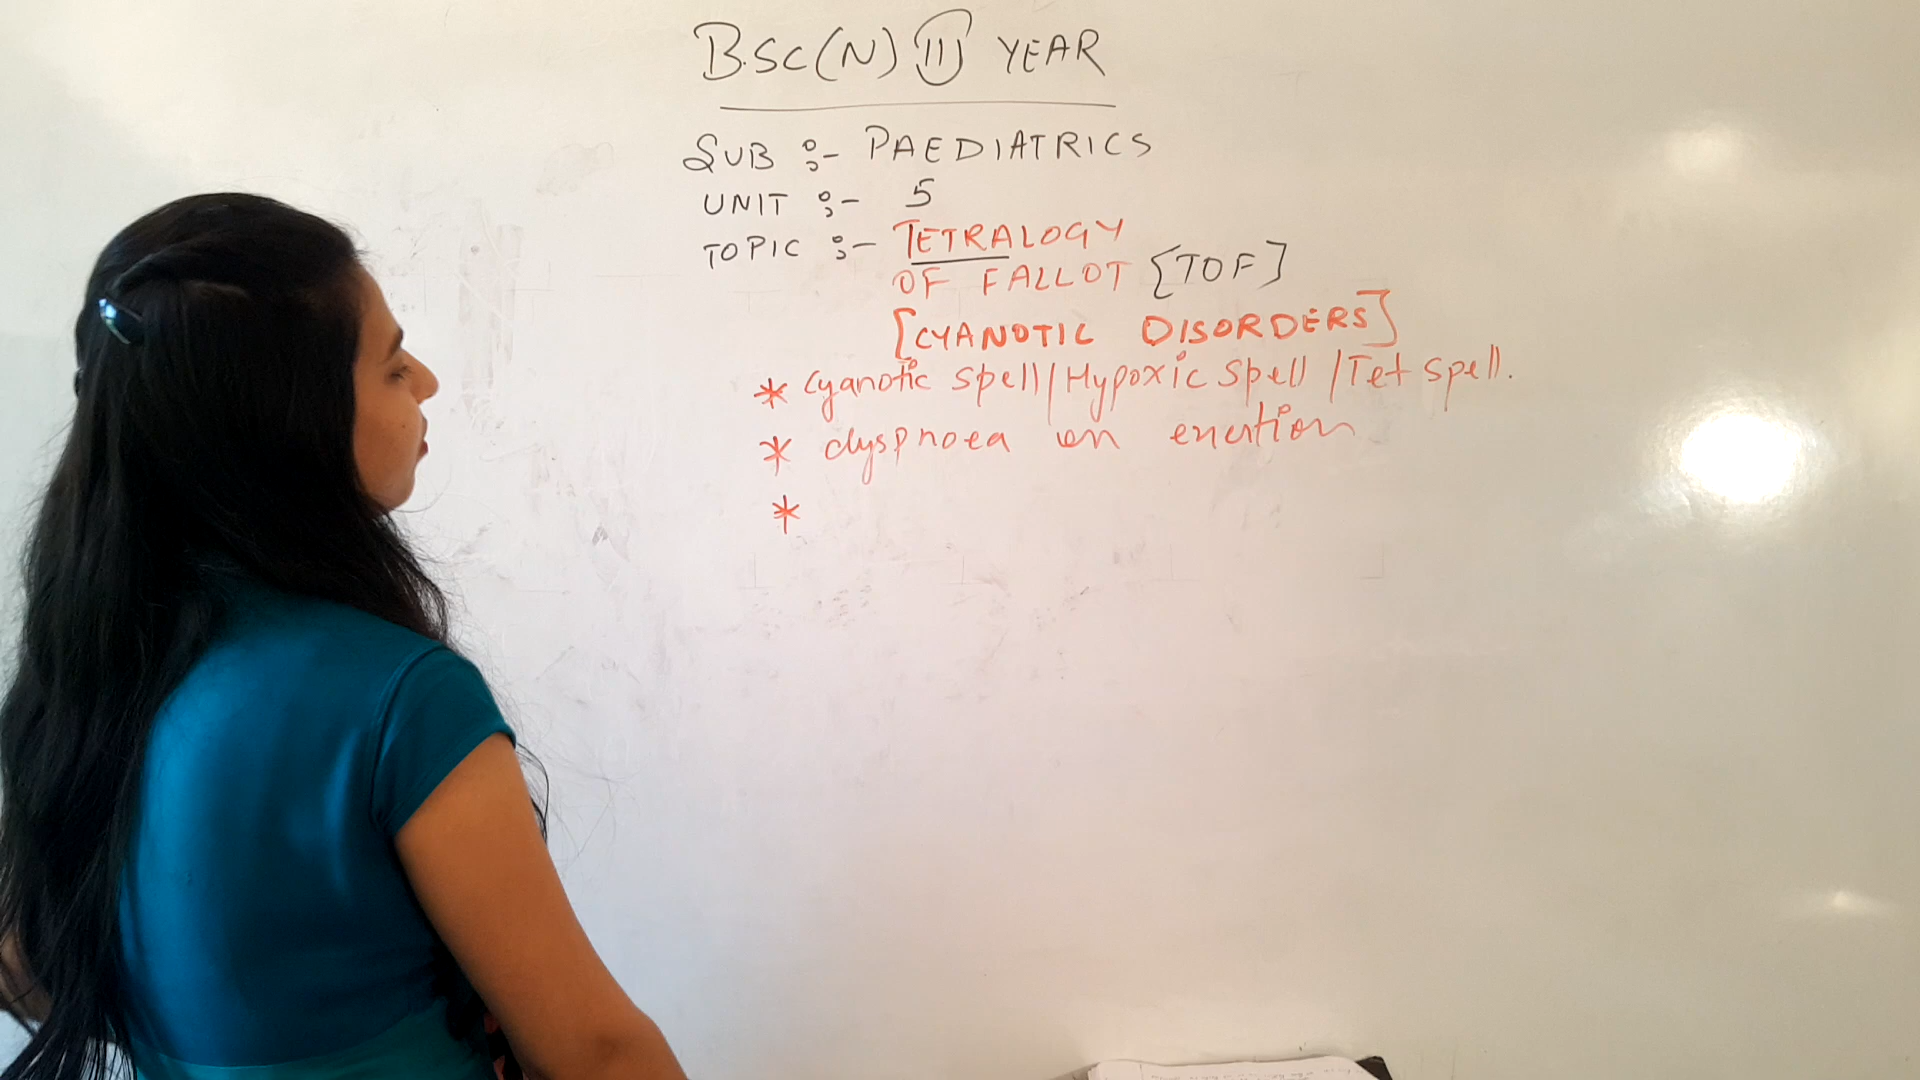 B.SC(N) III YEAR
SUB :- PAEDIATRICS
UNIT :- 5
TOPIC :- TETRALOGY
OF FALLOT [TOF]
[CYANOTIC DISORDERS]
* Cyanotic spell/Hypoxic spell/Tet spell.
* dyspnoea on exertion
*